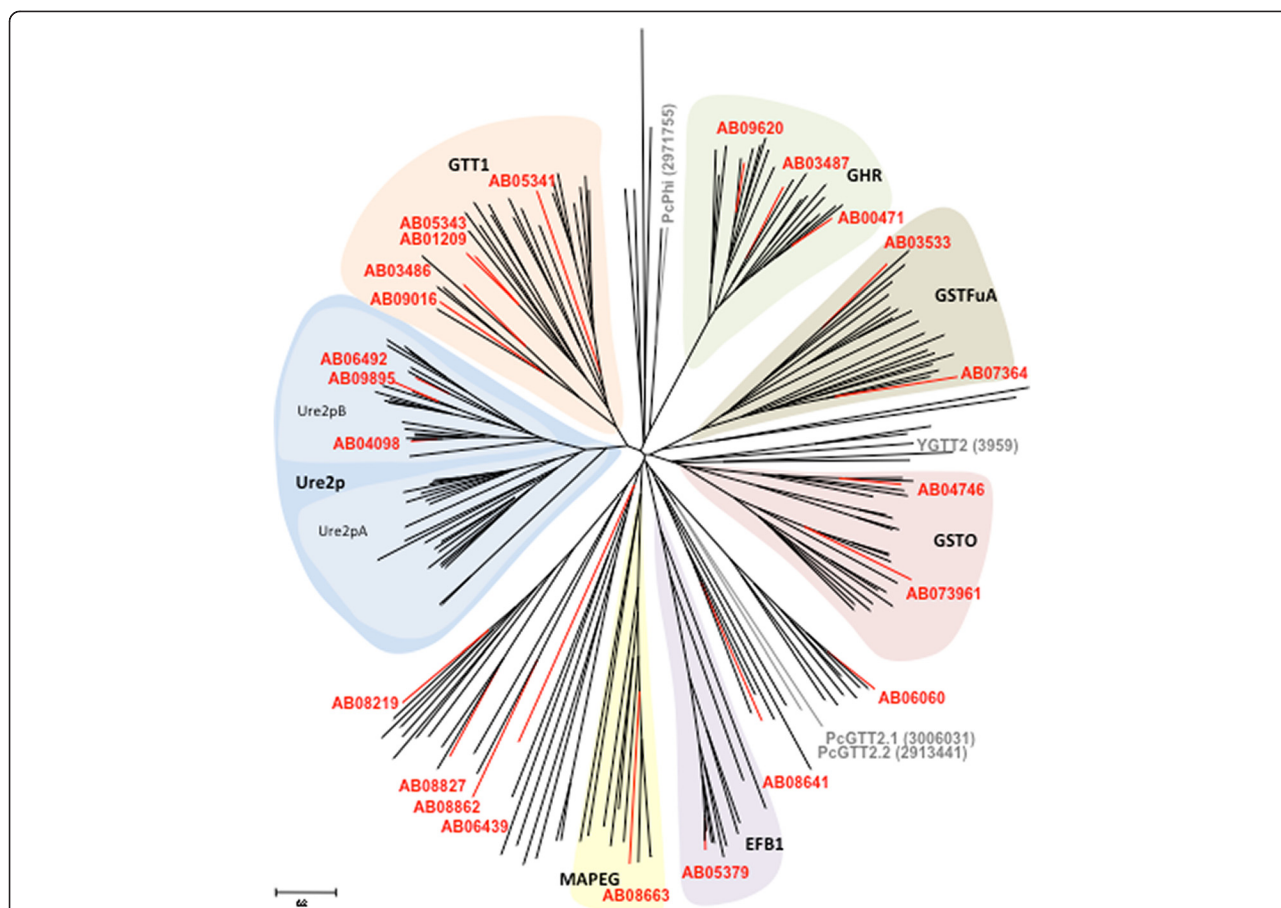 PcPhi (2971755)
AB09620
AB03487
GHR
AB00471
GTT1
AB05341
AB05343
AB01209
AB03486
AB09016
AB03533
GSTFuA
AB07364
AB06492
AB09895
Ure2pB
AB04098
Ure2p
Ure2pA
YGTT2 (3959)
AB04746
GSTO
AB073961
AB08219
AB06060
PcGTT2.1 (3006031)
PcGTT2.2 (2913441)
AB08827
AB08862
AB06439
AB08641
EFB1
AB05379
MAPEG
AB08663